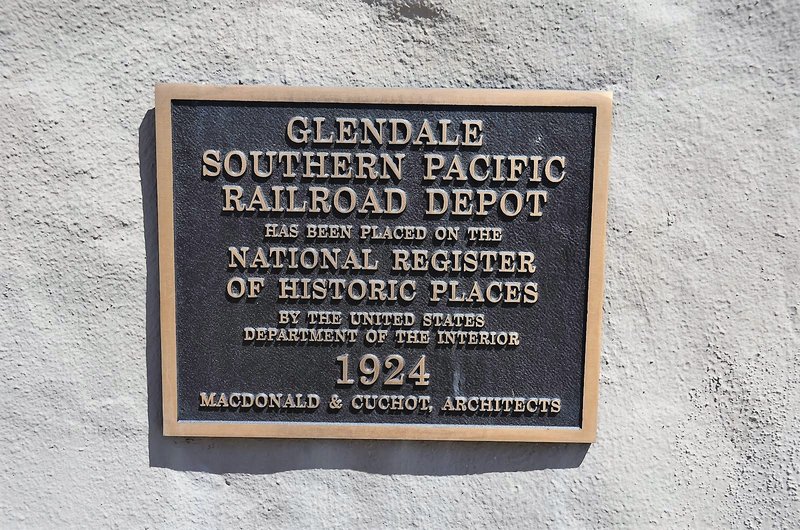 GLENDALE
SOUTHERN PACIFIC
RAILROAD DEPOT
HAS BEEN PLACED ON THE
NATIONAL REGISTER
OF HISTORIC PLACES
BY THE UNITED STATES
DEPARTMENT OF THE INTERIOR
1924
MACDONALD & CUCHOT, ARCHITECTS